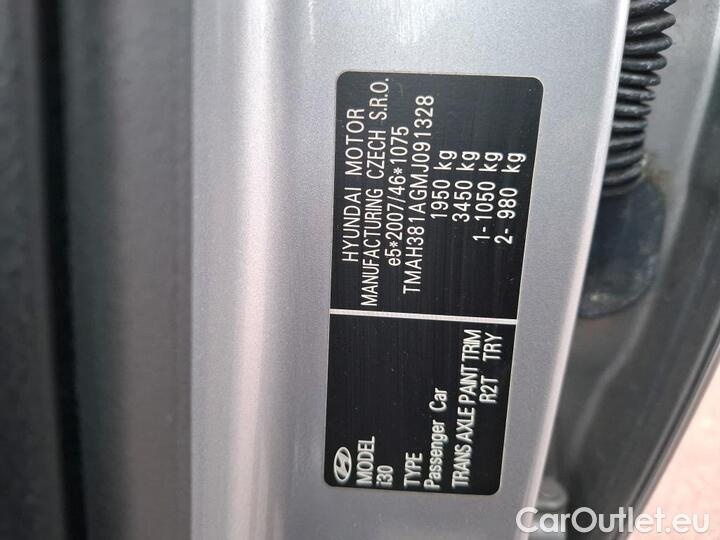 HYUNDAI MOTOR
MANUFACTURING CZECH S.R.O.
e5*2007/46*1075
TMAH381AGMJ091328
1950 kg
3450 kg
1- 1050 kg
2- 980 kg
MODEL
i30
TYPE
Passenger Car
TRANS AXLE PAINT TRIM
R2T TRY
CarOutlet.eu